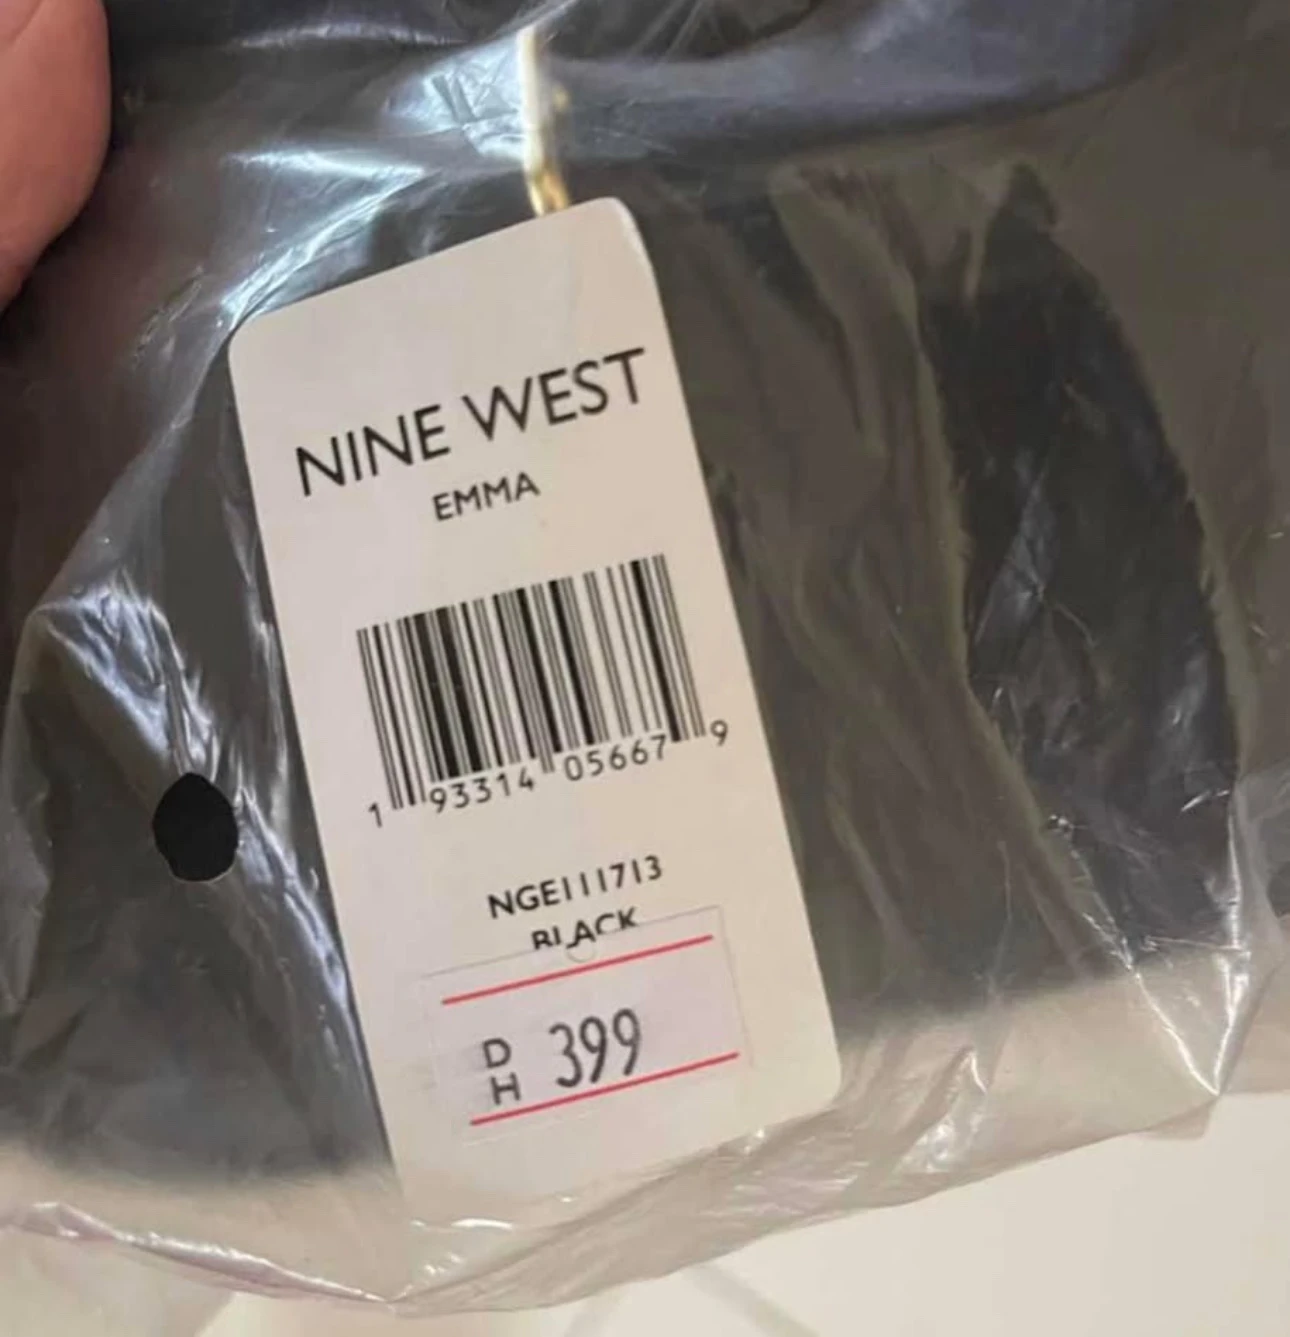 NINE WEST
EMMA
1 93314 05667 9
NGE111713
BLACK
DH 399